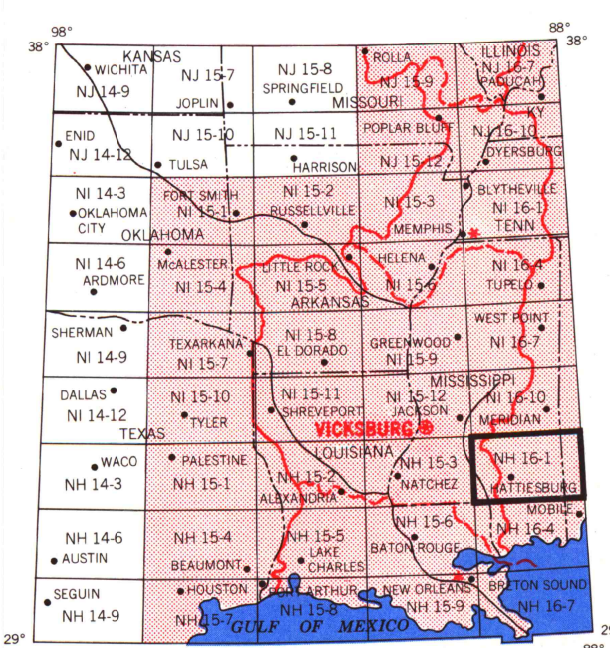 98°
88°
38°
38°
KANSAS
WICHITA
NJ 14-9
NJ 15-7
JOPLIN
NJ 15-8
SPRINGFIELD
MISSOURI
ROLLA
NJ 15-9
ILLINOIS
NJ 16-7
PADUCAH
KY
ENID
NJ 14-12
NJ 15-10
TULSA
NJ 15-11
HARRISON
POPLAR BLUFF
NJ 15-12
NJ 16-10
DYERSBURG
NI 14-3
OKLAHOMA
CITY
FORT SMITH
NI 15-1
OKLAHOMA
NI 15-2
RUSSELLVILLE
NI 15-3
MEMPHIS
BLYTHEVILLE
NI 16-1
TENN
NI 14-6
ARDMORE
McALESTER
NI 15-4
LITTLE ROCK
NI 15-5
ARKANSAS
HELENA
NI 15-6
NI 16-4
TUPELO
SHERMAN
NI 14-9
TEXARKANA
NI 15-7
NI 15-8
EL DORADO
GREENWOOD
NI 15-9
WEST POINT
NI 16-7
DALLAS
NI 14-12
TEXAS
NI 15-10
TYLER
NI 15-11
SHREVEPORT
NI 15-12
JACKSON
MISSISSIPPI
NI 16-10
MERIDIAN
VICKSBURG
LOUISIANA
WACO
NH 14-3
PALESTINE
NH 15-1
NH 15-2
ALEXANDRIA
NH 15-3
NATCHEZ
NH 16-1
HATTIESBURG
NH 14-6
AUSTIN
NH 15-4
BEAUMONT
NH 15-5
LAKE
CHARLES
NH 15-6
BATON ROUGE
MOBILE
NH 16-4
SEGUIN
NH 14-9
HOUSTON
NH 15-7
PORT ARTHUR
NH 15-8
NEW ORLEANS
NH 15-9
BRETON SOUND
NH 16-7
GULF OF MEXICO
29°